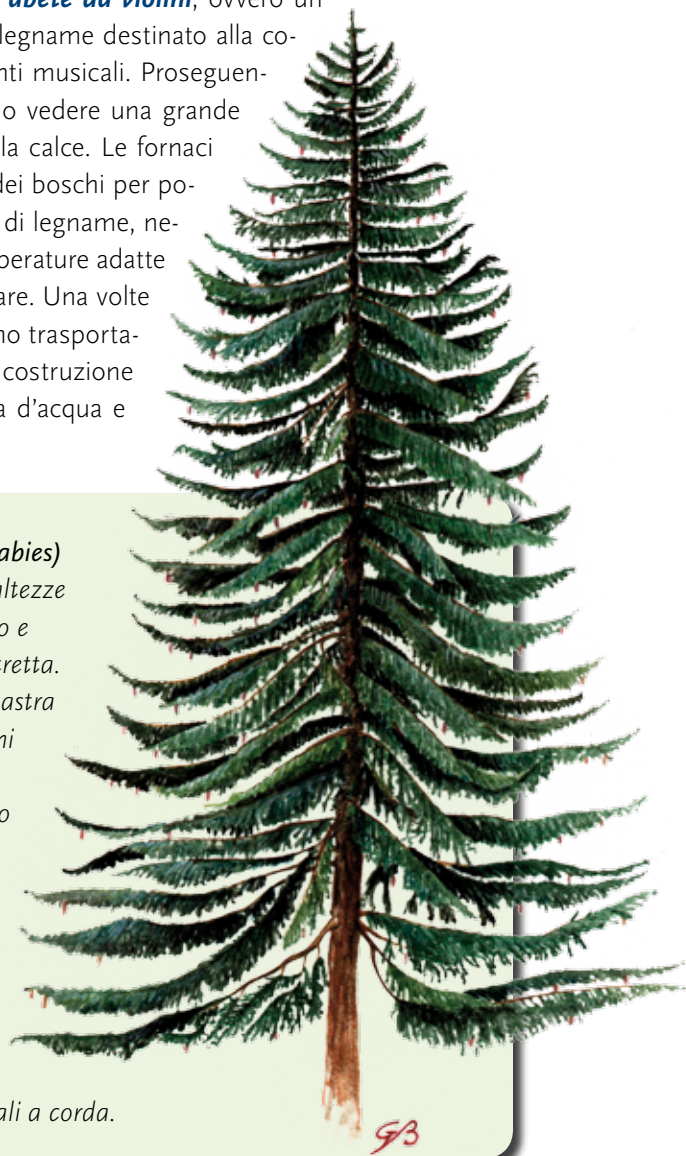 abete da violini, ovvero un
legname destinato alla co-
nti musicali. Proseguen-
o vedere una grande
la calce. Le fornaci
dei boschi per po-
di legname, ne-
perature adatte
are. Una volte
no trasporta-
costruzione
a d'acqua e
abies)
altezze
o e
retta.
astra
ni
o
ali a corda.
GB